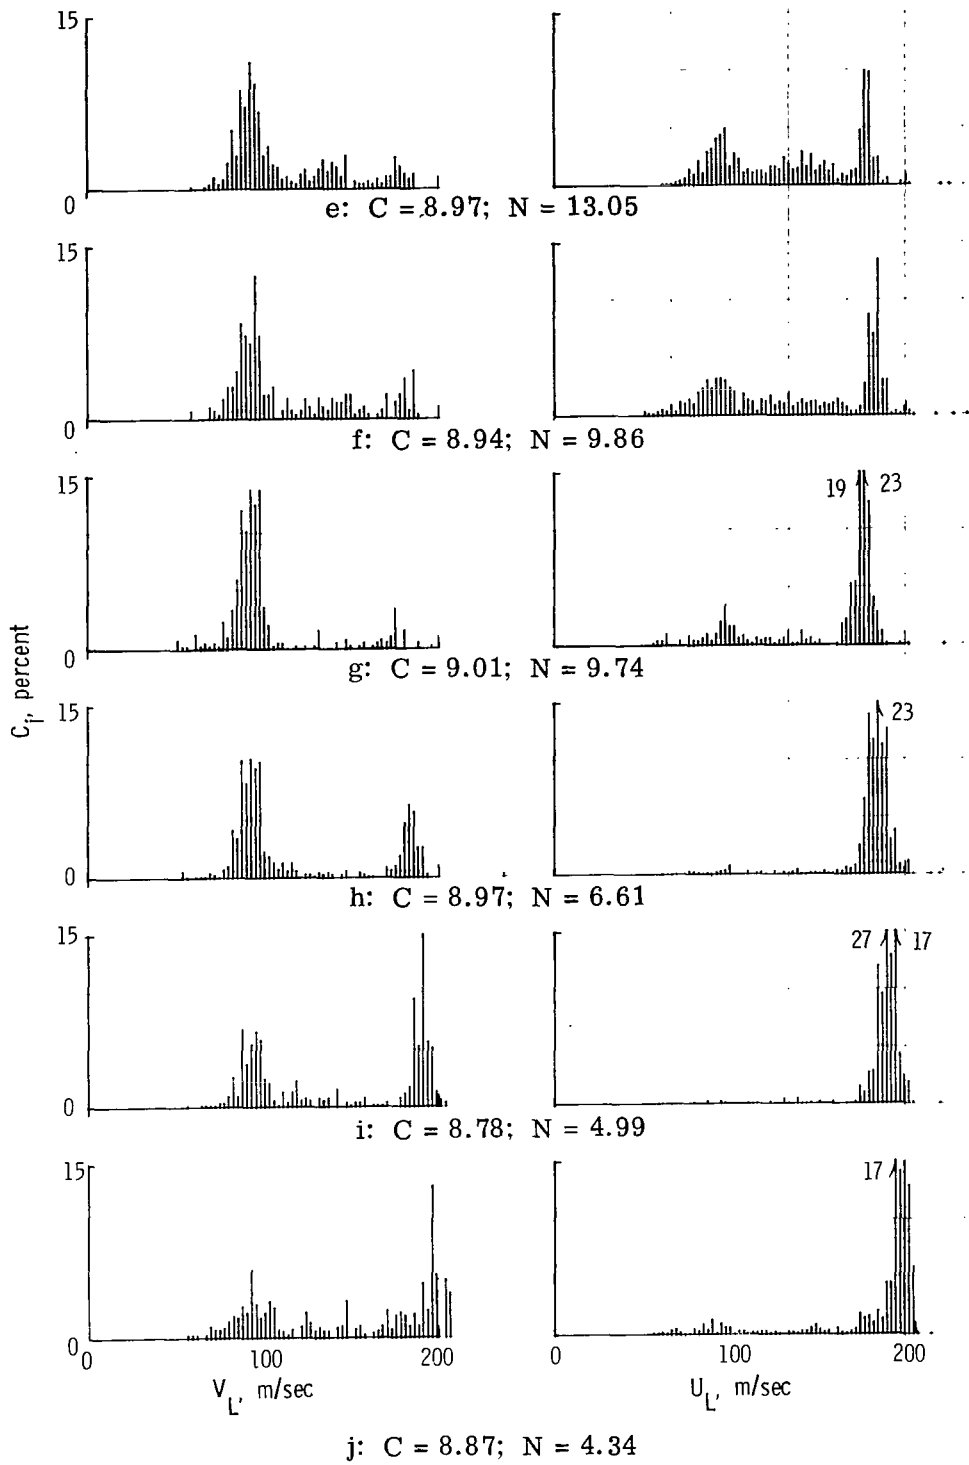 15
0
e: C = 8.97; N = 13.05
15
0
f: C = 8.94; N = 9.86
15
19 23
0
g: C = 9.01; N = 9.74
C_i, percent
15
23
0
h: C = 8.97; N = 6.61
15
27 17
0
i: C = 8.78; N = 4.99
15
17
0
0 100 200 0 100 200
V_L, m/sec U_L, m/sec
j: C = 8.87; N = 4.34